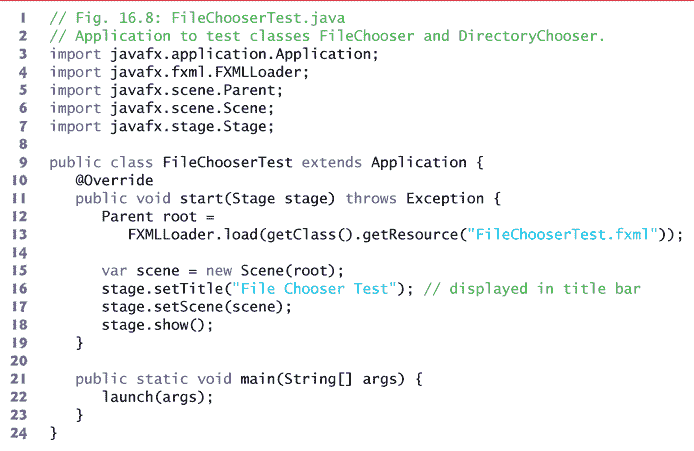 1 // Fig. 16.8: FileChooserTest.java
2 // Application to test classes FileChooser and DirectoryChooser.
3 import javafx.application.Application;
4 import javafx.fxml.FXMLLoader;
5 import javafx.scene.Parent;
6 import javafx.scene.Scene;
7 import javafx.stage.Stage;
8
9 public class FileChooserTest extends Application {
10    @Override
11    public void start(Stage stage) throws Exception {
12       Parent root =
13          FXMLLoader.load(getClass().getResource("FileChooserTest.fxml"));
14
15       var scene = new Scene(root);
16       stage.setTitle("File Chooser Test"); // displayed in title bar
17       stage.setScene(scene);
18       stage.show();
19    }
20
21    public static void main(String[] args) {
22       launch(args);
23    }
24 }